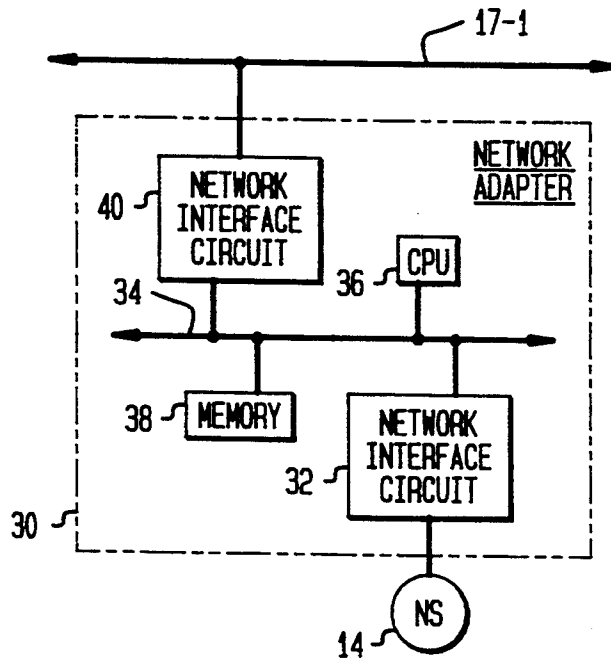 17-1
NETWORK
ADAPTER
40
NETWORK
INTERFACE
CIRCUIT
36
CPU
34
38
MEMORY
32
NETWORK
INTERFACE
CIRCUIT
30
NS
14